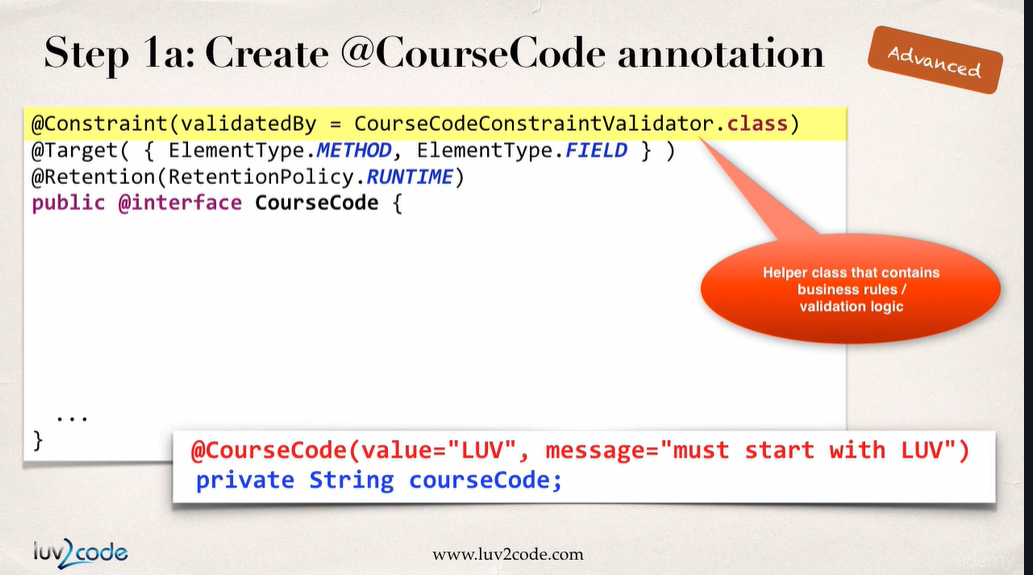 Step 1a: Create @CourseCode annotation
Advanced
@Constraint(validatedBy = CourseCodeConstraintValidator.class)
@Target( { ElementType.METHOD, ElementType.FIELD } )
@Retention(RetentionPolicy.RUNTIME)
public @interface CourseCode {
Helper class that contains
business rules /
validation logic
...
}
@CourseCode(value="LUV", message="must start with LUV")
private String courseCode;
luv2code
www.luv2code.com
udemy